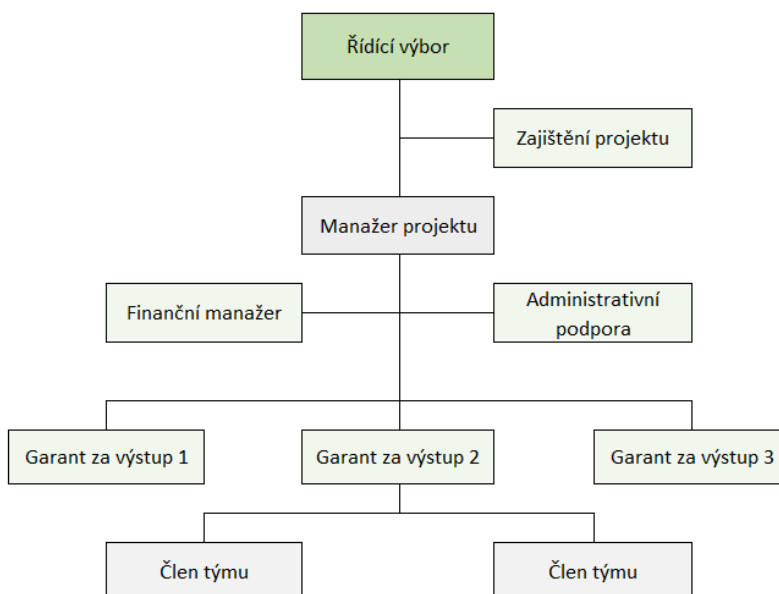 Řídící výbor
Zajištění projektu
Manažer projektu
Finanční manažer
Administrativní
podpora
Garant za výstup 1
Garant za výstup 2
Garant za výstup 3
Člen týmu
Člen týmu